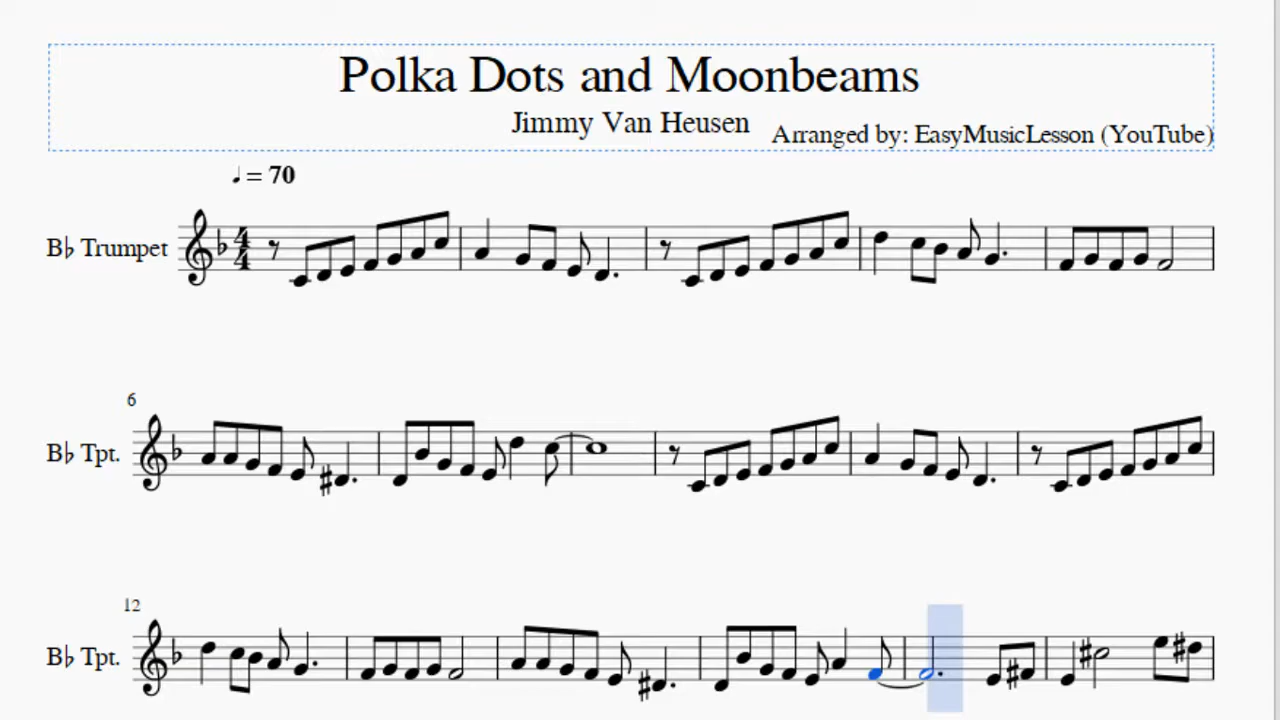 Polka Dots and Moonbeams
Jimmy Van Heusen
Arranged by: EasyMusicLesson (YouTube)
♩ = 70
B♭ Trumpet
6
B♭ Tpt.
12
B♭ Tpt.